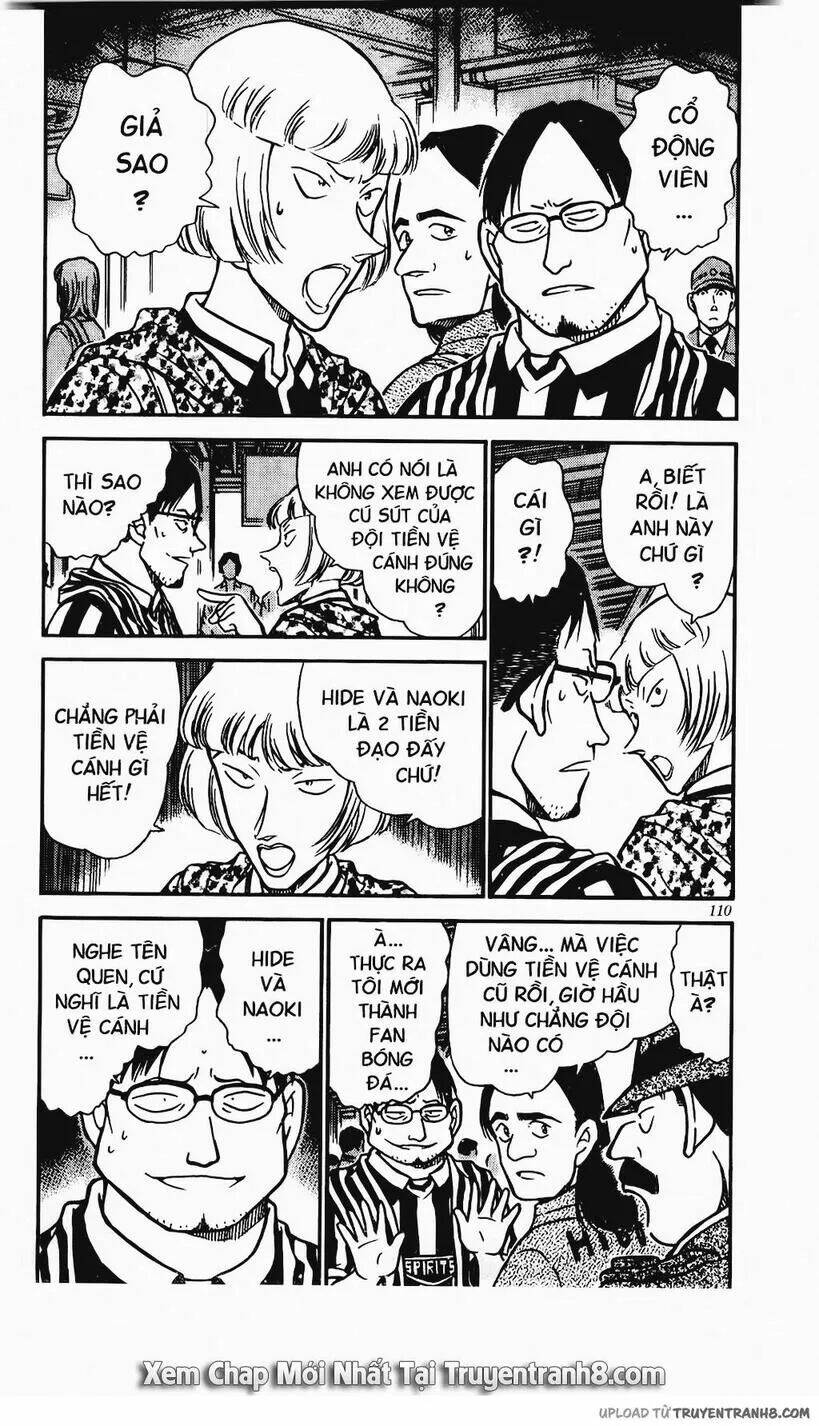 CỔ
ĐỘNG
VIÊN
...
GIẢ
SAO
?
A, BIẾT
RỒI! LÀ
ANH NÀY
CHỨ GÌ
?
CÁI
GÌ
?!
ANH CÓ NÓI LÀ
KHÔNG XEM ĐƯỢC
CÚ SÚT CỦA
ĐỘI TIỀN VỆ
CÁNH ĐÚNG
KHÔNG
?
THÌ SAO
NÀO?
HIDE VÀ NAOKI
LÀ 2 TIỀN
ĐẠO ĐẤY
CHỨ!
CHẲNG PHẢI
TIỀN VỆ
CÁNH GÌ
HẾT!
110
THẬT
À?
VÂNG... MÀ VIỆC
DÙNG TIỀN VỆ CÁNH
CŨ RỒI, GIỜ HẦU
NHƯ CHẲNG ĐỘI
NÀO CÓ
...
À...
THỰC RA
TÔI MỚI
THÀNH
FAN
BÓNG
ĐÁ...
SPIRITS
HIDE
VÀ
NAOKI
...
NGHE TÊN
QUEN, CỨ
NGHĨ LÀ TIỀN
VỆ CÁNH
...
Xem Chap Mới Nhất Tại Truyentranh8.com
UPLOAD TỪ TRUYENTRANH8.COM